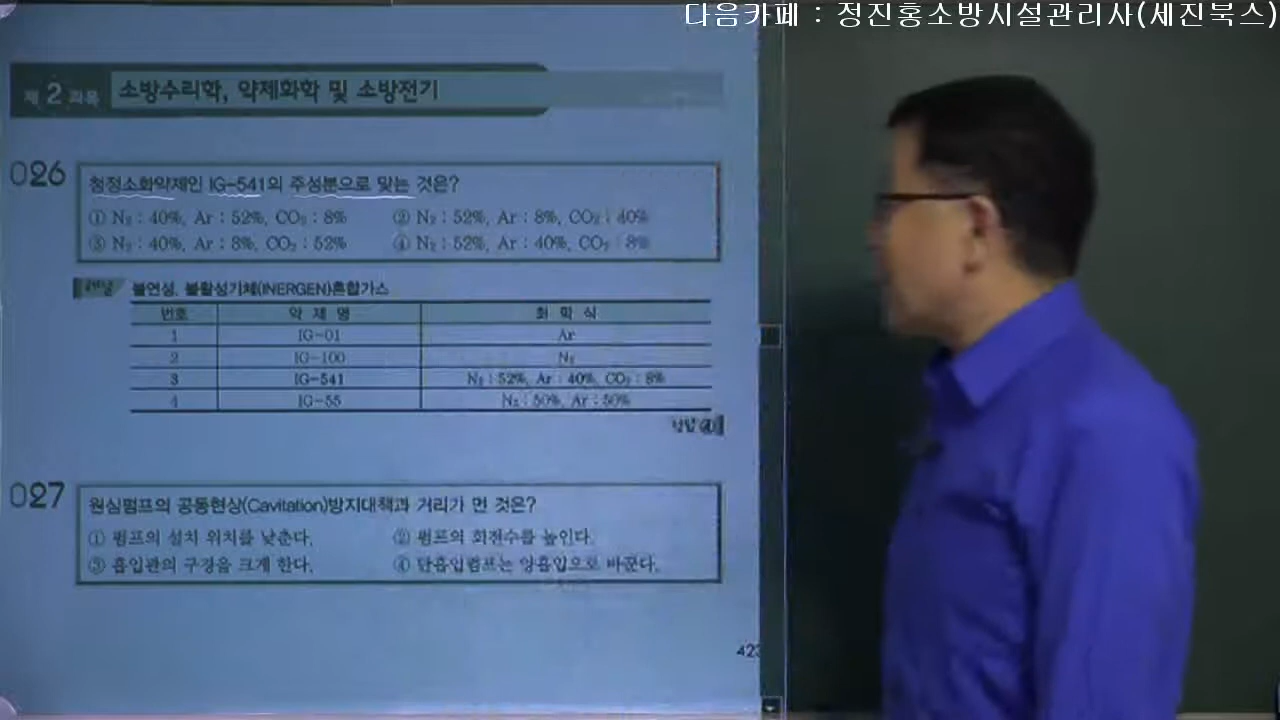 다음카페 : 정진홍소방시설관리사(세진북스)
제 2 과목 소방수리학, 약제화학 및 소방전기
026
청정소화약제인 IG-541의 주성분으로 맞는 것은?
① N₂ : 40%, Ar : 52%, CO₂ : 8% ② N₂ : 52%, Ar : 8%, CO₂ : 40%
③ N₂ : 40%, Ar : 8%, CO₂ : 52% ④ N₂ : 52%, Ar : 40%, CO₂ : 8%
해설 불연성, 불활성기체(INERGEN)혼합가스
번호 약 제 명 화 학 식
1 IG-01 Ar
2 IG-100 N₂
3 IG-541 N₂ : 52%, Ar : 40%, CO₂ : 8%
4 IG-55 N₂ : 50%, Ar : 50%
정답 ④
027
원심펌프의 공동현상(Cavitation)방지대책과 거리가 먼 것은?
① 펌프의 설치 위치를 낮춘다. ② 펌프의 회전수를 높인다.
③ 흡입관의 구경을 크게 한다. ④ 단흡입펌프는 양흡입으로 바꾼다.
423